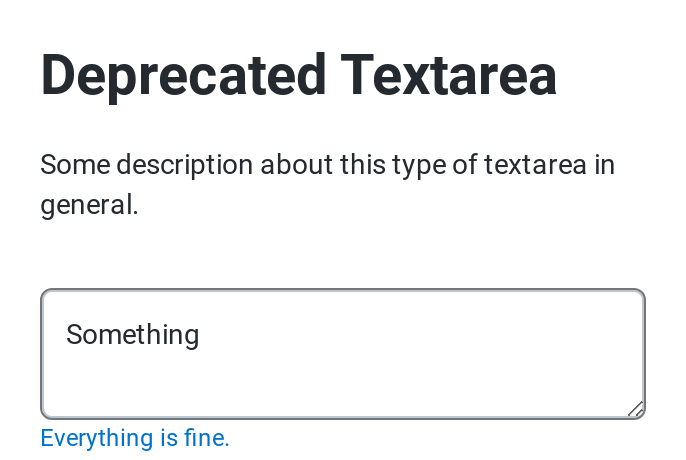 Deprecated Textarea
Some description about this type of textarea in
general.
Something
Everything is fine.